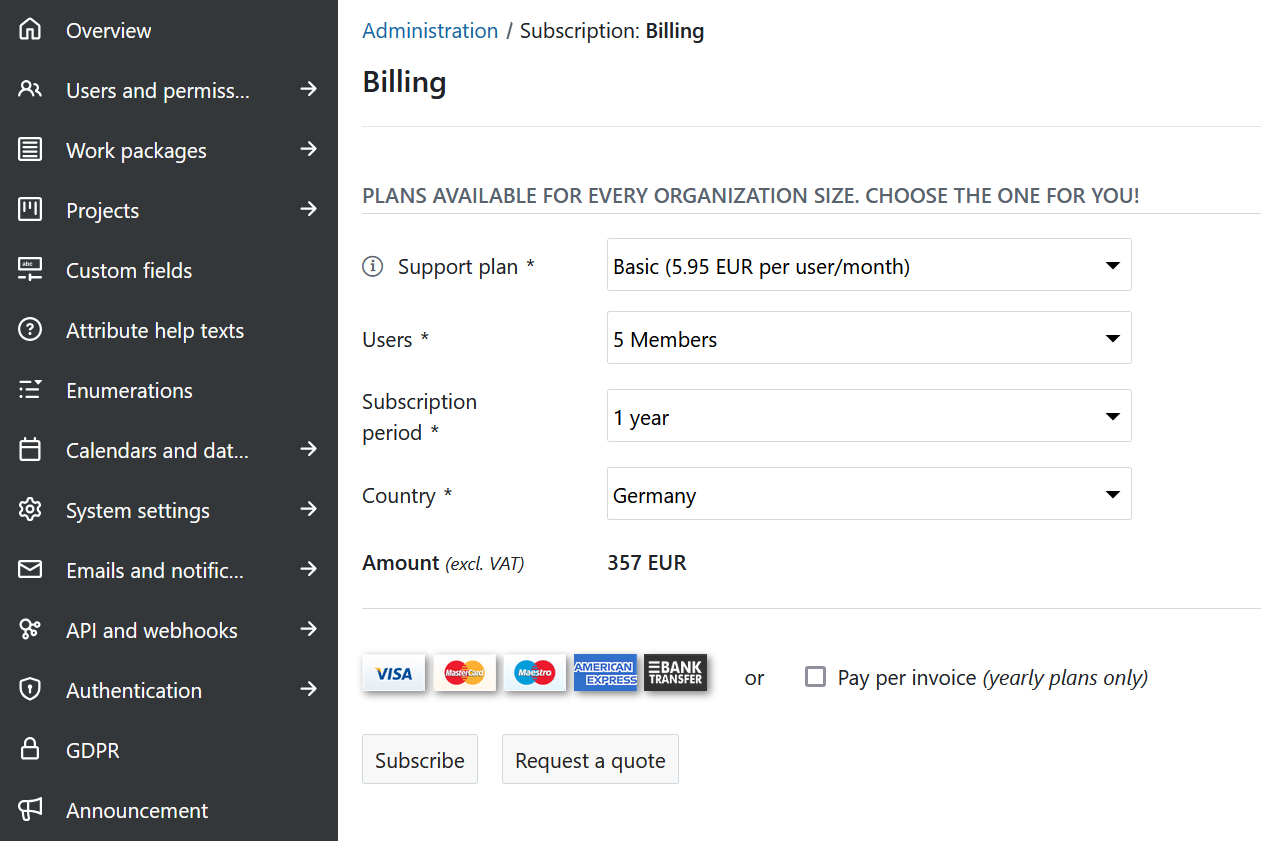 Overview
Users and permiss...
Work packages
Projects
abc
Custom fields
Attribute help texts
Enumerations
Calendars and dat...
System settings
Emails and notific...
API and webhooks
Authentication
GDPR
Announcement
Administration / Subscription: Billing
Billing
PLANS AVAILABLE FOR EVERY ORGANIZATION SIZE. CHOOSE THE ONE FOR YOU!
Support plan * Basic (5.95 EUR per user/month)
Users * 5 Members
Subscription
period * 1 year
Country * Germany
Amount (excl. VAT) 357 EUR
VISA MasterCard Maestro AMERICAN EXPRESS BANK TRANSFER or Pay per invoice (yearly plans only)
Subscribe Request a quote